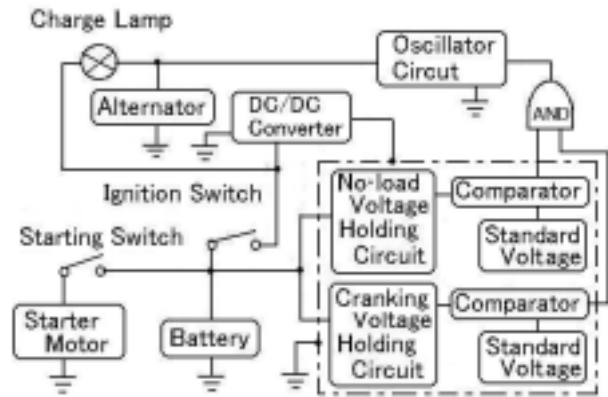 Charge Lamp
Oscillator
Circut
Alternator
DC/DC
Converter
AND
Ignition Switch
No-load
Voltage
Holding
Circuit
Comparator
Standard
Voltage
Starting Switch
Starter
Motor
Battery
Cranking
Voltage
Holding
Circuit
Comparator
Standard
Voltage